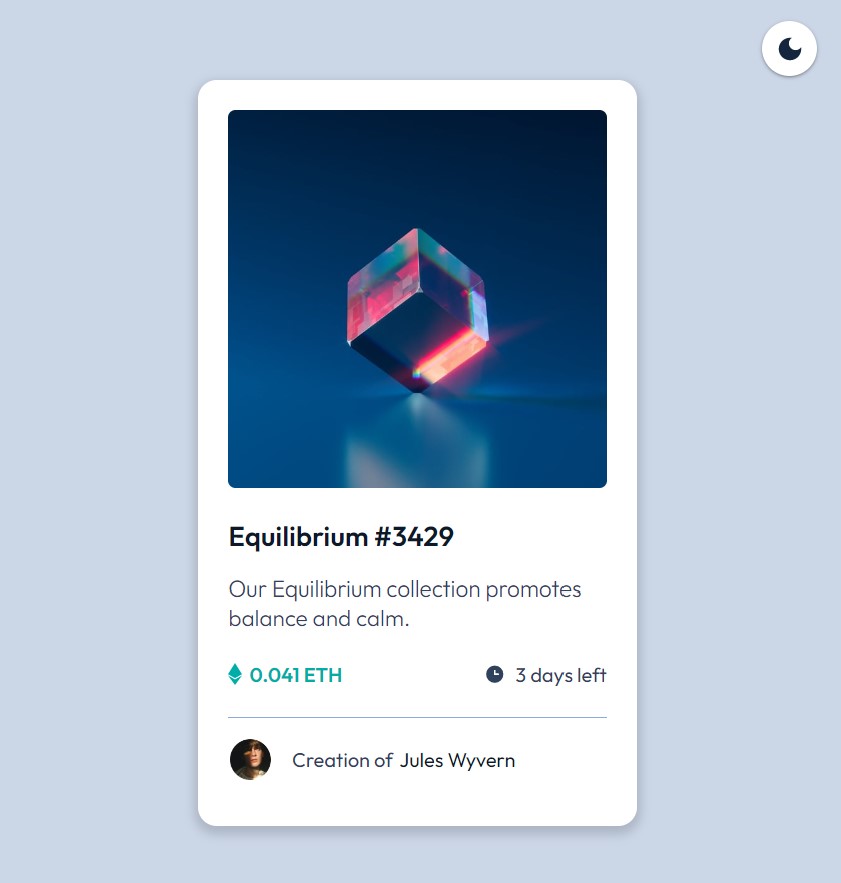 Equilibrium #3429
Our Equilibrium collection promotes
balance and calm.
0.041 ETH
3 days left
Creation of Jules Wyvern